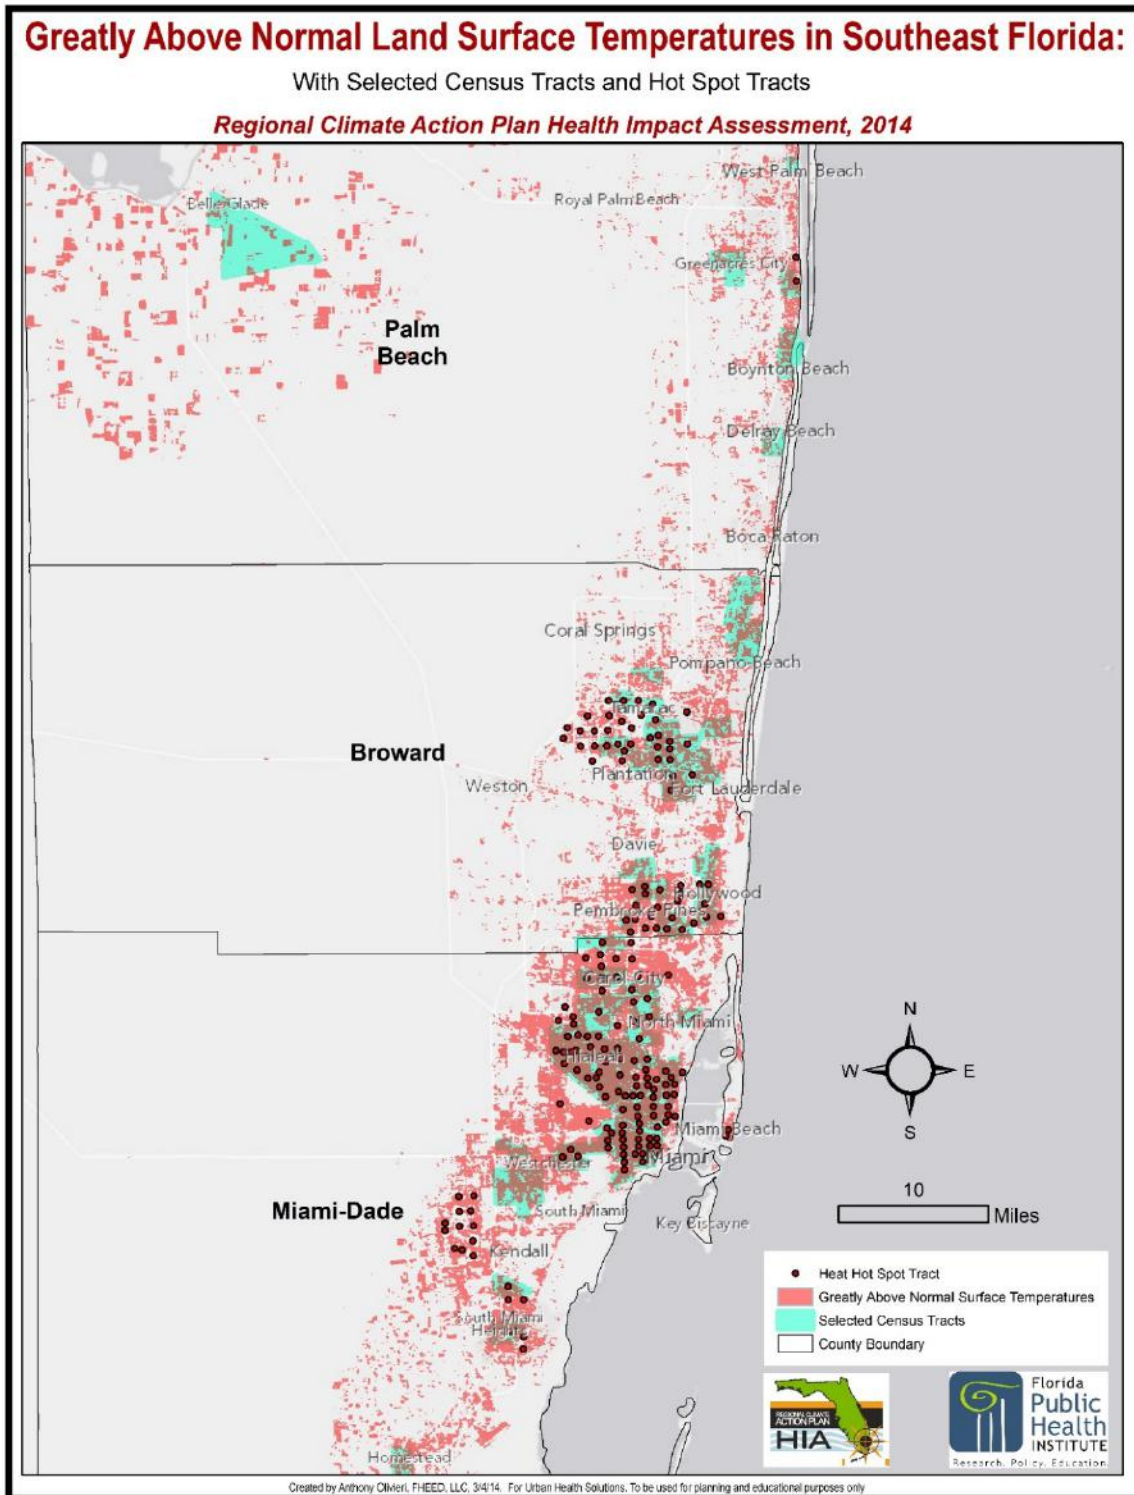 Greatly Above Normal Land Surface Temperatures in Southeast Florida:
With Selected Census Tracts and Hot Spot Tracts
Regional Climate Action Plan Health Impact Assessment, 2014
West Palm Beach
Belle Glade
Royal Palm Beach
Greenacres City
Palm
Beach
Boynton Beach
Delray Beach
Boca Raton
Coral Springs
Pompano Beach
Tamarac
Broward
Plantation
Weston
Fort Lauderdale
Davie
Hollywood
Pembroke Pines
Carol City
North Miami
Hialeah
N
W
E
S
Miami Beach
Miami
Westchester
Miami-Dade
South Miami
Key Biscayne
10
Miles
Kendall
South Miami
Heights
Homestead
Heat Hot Spot Tract
Greatly Above Normal Surface Temperatures
Selected Census Tracts
County Boundary
REGIONAL CLIMATE
ACTION PLAN
HIA
Florida
Public
Health
INSTITUTE
Research. Policy. Education.
Created by Anthony Olivieri, FHEED, LLC, 3/4/14. For Urban Health Solutions. To be used for planning and educational purposes only